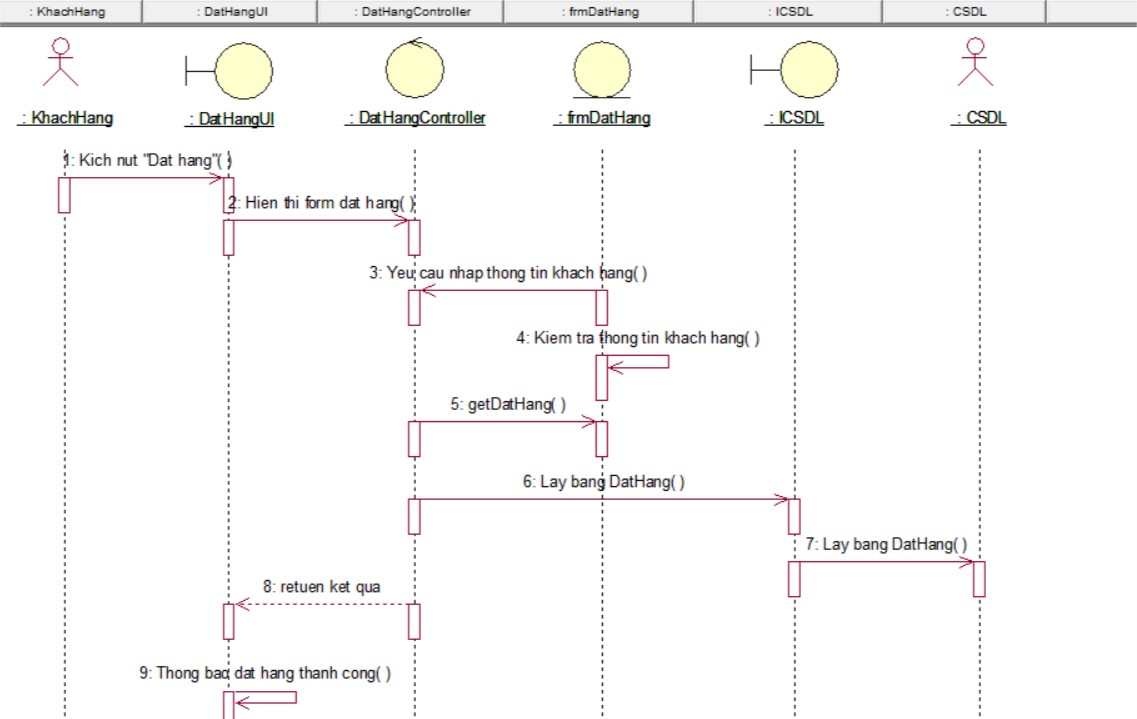 : KhachHang
: DatHangUI
: DatHangController
: frmDatHang
: ICSDL
: CSDL
: KhachHang
: DatHangUI
: DatHangController
: frmDatHang
: ICSDL
: CSDL
1: Kich nut "Dat hang"( )
2: Hien thi form dat hang( )
3: Yeu cau nhap thong tin khach hang( )
4: Kiem tra thong tin khach hang( )
5: getDatHang( )
6: Lay bang DatHang( )
7: Lay bang DatHang( )
8: retuen ket qua
9: Thong bao dat hang thanh cong( )